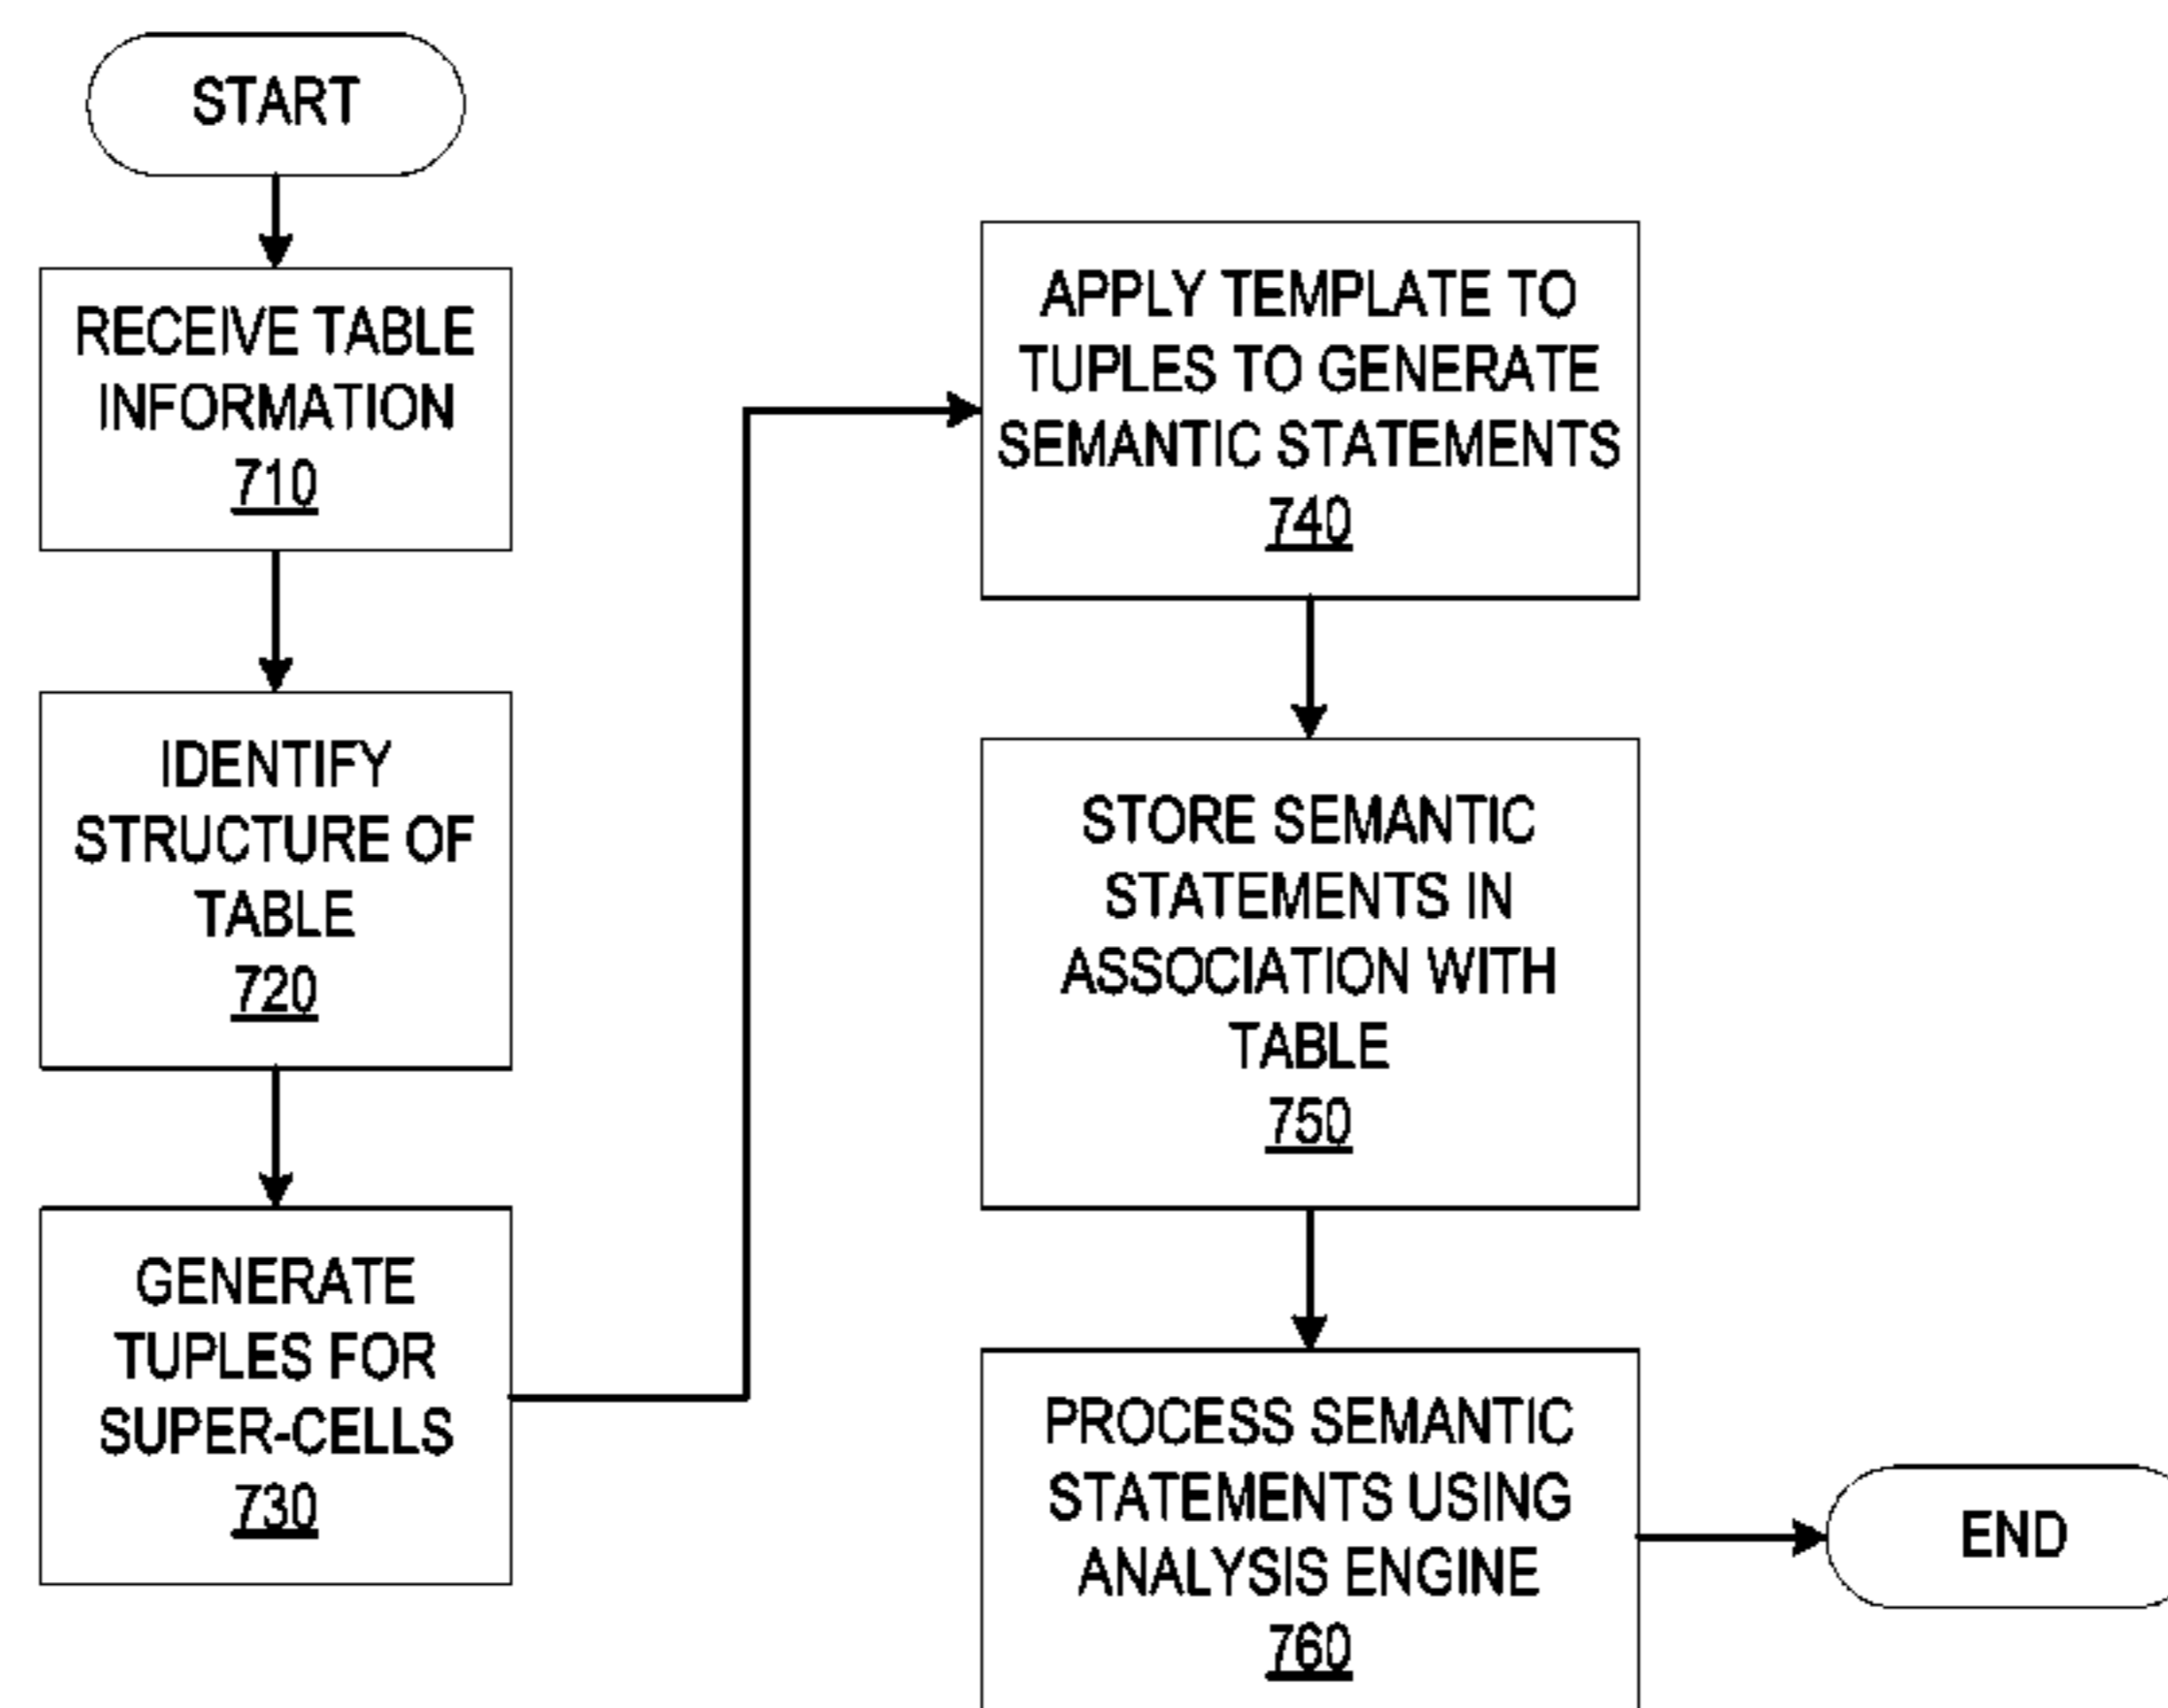 START
RECEIVE TABLE
INFORMATION
710
IDENTIFY
STRUCTURE OF
TABLE
720
GENERATE
TUPLES FOR
SUPER-CELLS
730
APPLY TEMPLATE TO
TUPLES TO GENERATE
SEMANTIC STATEMENTS
740
STORE SEMANTIC
STATEMENTS IN
ASSOCIATION WITH
TABLE
750
PROCESS SEMANTIC
STATEMENTS USING
ANALYSIS ENGINE
760
END